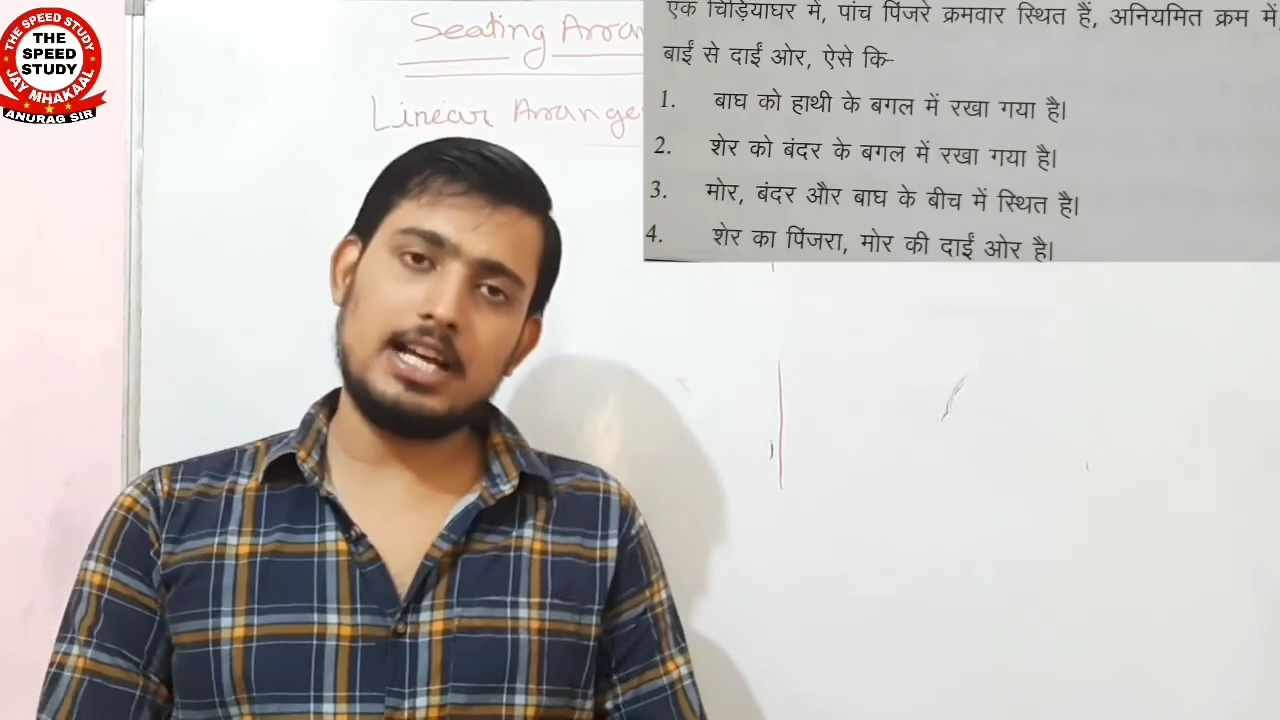 THE SPEED STUDY
THE
SPEED
STUDY
JAY MHAKAAL
ANURAG SIR
Seating Arran
Linear Arrange
एक चिड़ियाघर में, पांच पिंजरे क्रमवार स्थित हैं, अनियमित क्रम में,
बाईं से दाईं ओर, ऐसे कि–
1. बाघ को हाथी के बगल में रखा गया है।
2. शेर को बंदर के बगल में रखा गया है।
3. मोर, बंदर और बाघ के बीच में स्थित है।
4. शेर का पिंजरा, मोर की दाईं ओर है।